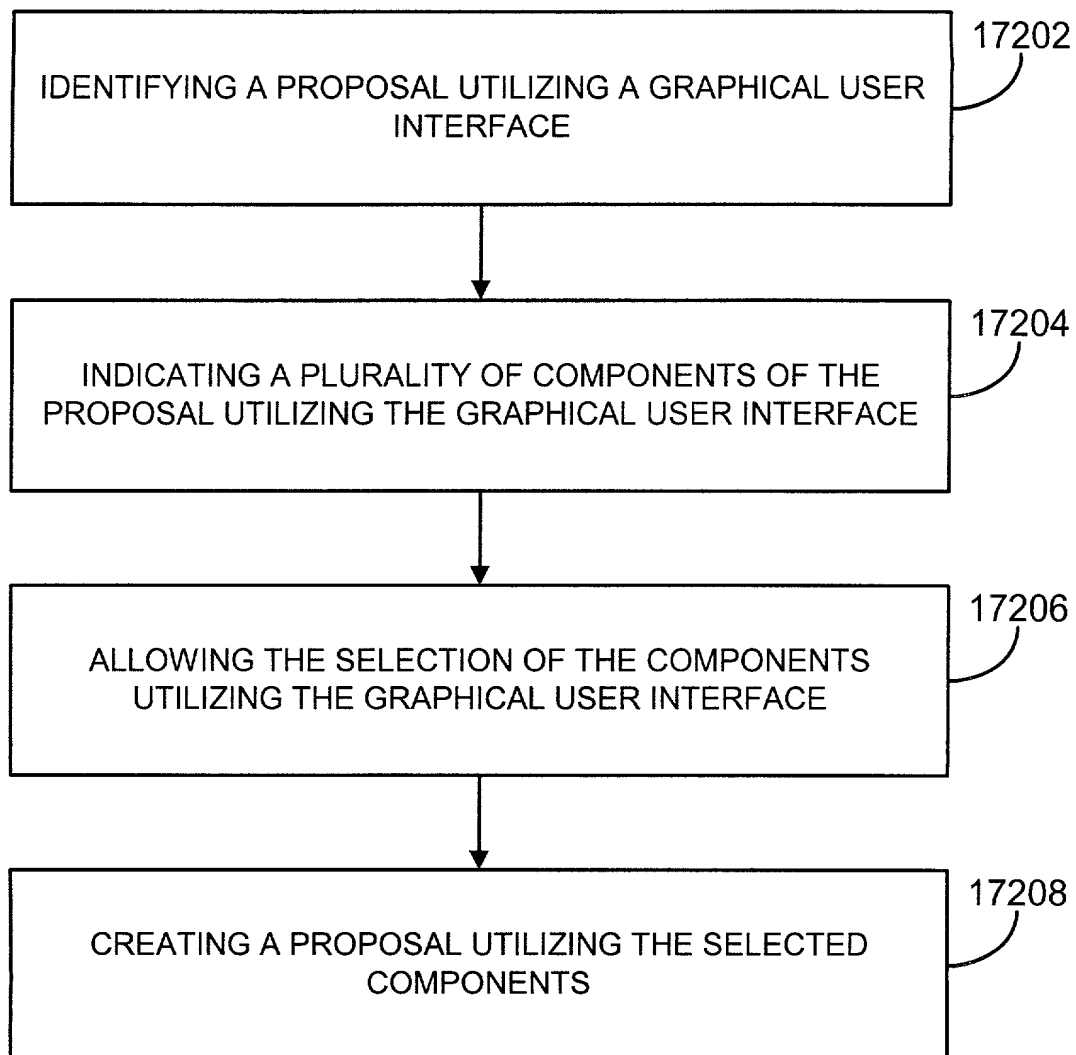 17202
IDENTIFYING A PROPOSAL UTILIZING A GRAPHICAL USER
INTERFACE
17204
INDICATING A PLURALITY OF COMPONENTS OF THE
PROPOSAL UTILIZING THE GRAPHICAL USER INTERFACE
17206
ALLOWING THE SELECTION OF THE COMPONENTS
UTILIZING THE GRAPHICAL USER INTERFACE
17208
CREATING A PROPOSAL UTILIZING THE SELECTED
COMPONENTS